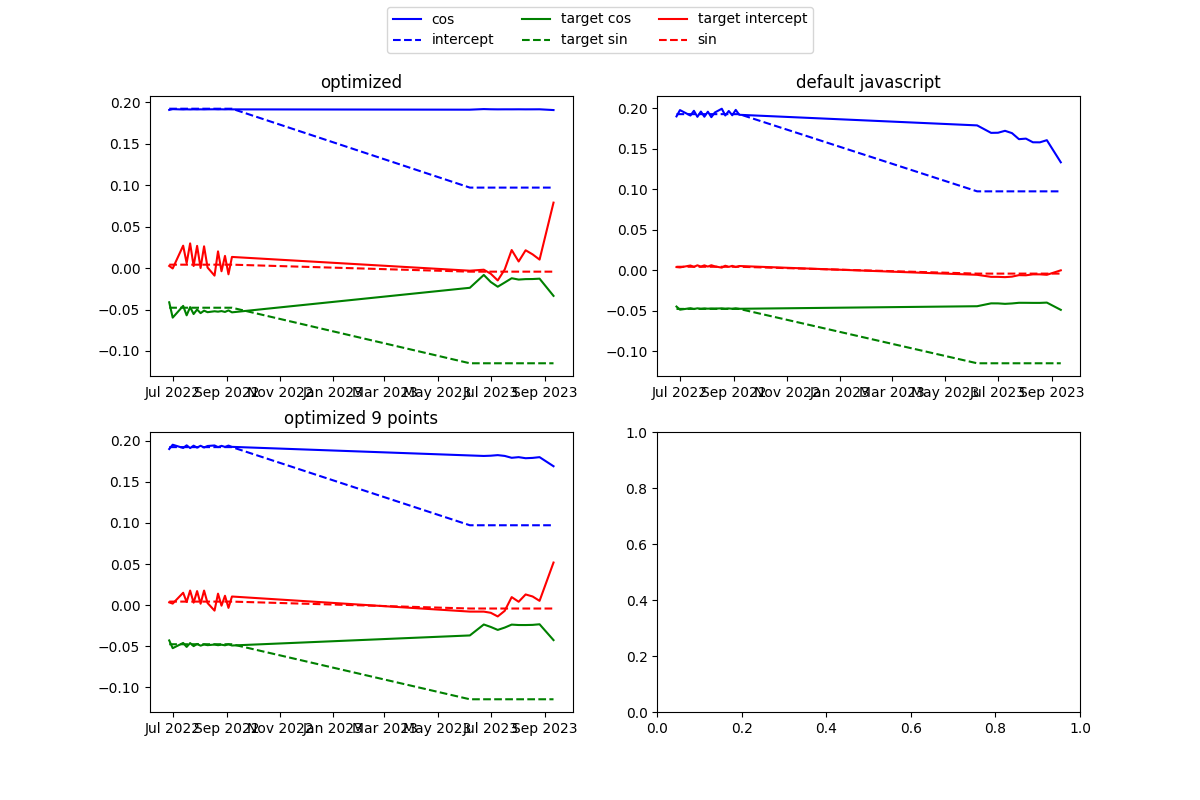 cos target cos target intercept
intercept target sin sin
optimized default javascript
0.20 0.20
0.15 0.15
0.10 0.10
0.05 0.05
0.00 0.00
−0.05 −0.05
−0.10 −0.10
Jul 2022 Sep 2022 Nov 2022 Jan 2023 Mar 2023 May 2023 Jul 2023 Sep 2023 Jul 2022 Sep 2022 Nov 2022 Jan 2023 Mar 2023 May 2023 Jul 2023 Sep 2023
optimized 9 points
0.20 1.0
0.15 0.8
0.10 0.6
0.05 0.4
0.00 0.2
−0.05 0.0
−0.10
Jul 2022 Sep 2022 Nov 2022 Jan 2023 Mar 2023 May 2023 Jul 2023 Sep 2023 0.0 0.2 0.4 0.6 0.8 1.0